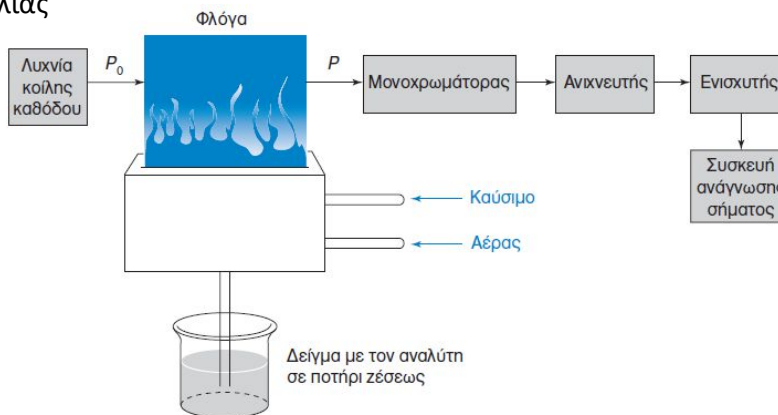 Φλόγα
Λυχνία
κοίλης
καθόδου
P₀
P
Μονοχρωμάτορας
Ανιχνευτής
Ενισχυτής
Συσκευή
ανάγνωσης
σήματος
Καύσιμο
Αέρας
Δείγμα με τον αναλύτη
σε ποτήρι ζέσεως